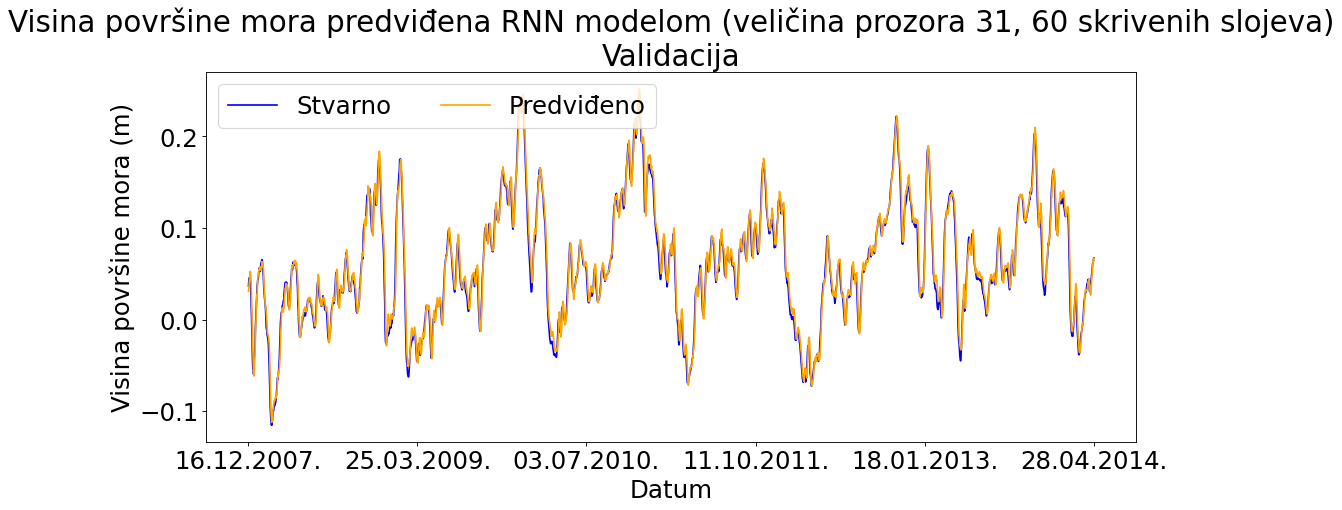 Visina površine mora predviđena RNN modelom (veličina prozora 31, 60 skrivenih slojeva)
Validacija
Stvarno
Predviđeno
Visina površine mora (m)
0.2
0.1
0.0
−0.1
16.12.2007.
25.03.2009.
03.07.2010.
11.10.2011.
18.01.2013.
28.04.2014.
Datum